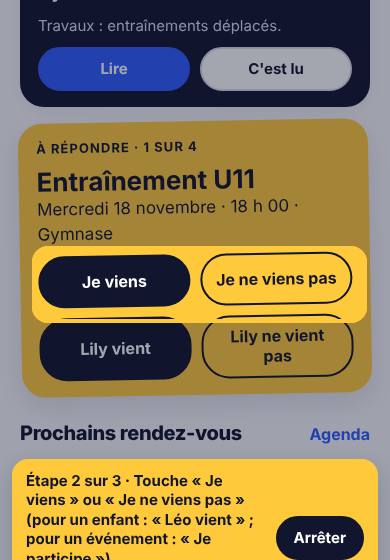 Travaux : entraînements déplacés.
Lire
C'est lu
À RÉPONDRE · 1 SUR 4
Entraînement U11
Mercredi 18 novembre · 18 h 00 ·
Gymnase
Je viens
Je ne viens pas
Lily vient
Lily ne vient
pas
Prochains rendez-vous
Agenda
Étape 2 sur 3 · Touche « Je
viens » ou « Je ne viens pas »
(pour un enfant : « Léo vient » ;
pour un événement : « Je
participe »)
Arrêter